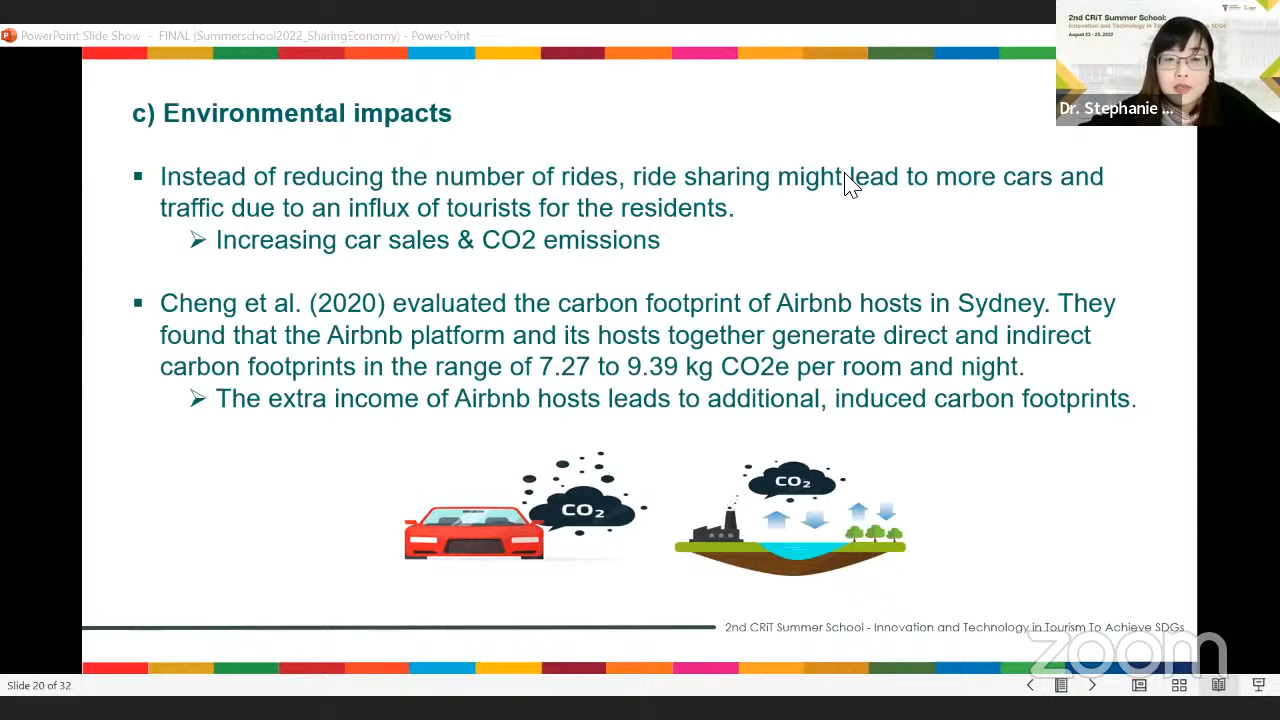 PowerPoint Slide Show - FINAL (Summerschool2022_SharingEconomy) - PowerPoint
2nd CRiT Summer School:
Innovation and Technology in
August 23 - 25, 2022
Dr. Stephanie ...
c) Environmental impacts
▪ Instead of reducing the number of rides, ride sharing might lead to more cars and
traffic due to an influx of tourists for the residents.
➢ Increasing car sales & CO2 emissions
▪ Cheng et al. (2020) evaluated the carbon footprint of Airbnb hosts in Sydney. They
found that the Airbnb platform and its hosts together generate direct and indirect
carbon footprints in the range of 7.27 to 9.39 kg CO2e per room and night.
➢ The extra income of Airbnb hosts leads to additional, induced carbon footprints.
CO₂
CO₂
2nd CRiT Summer School - Innovation and Technology in Tourism To Achieve SDGs
zoom
Slide 20 of 32